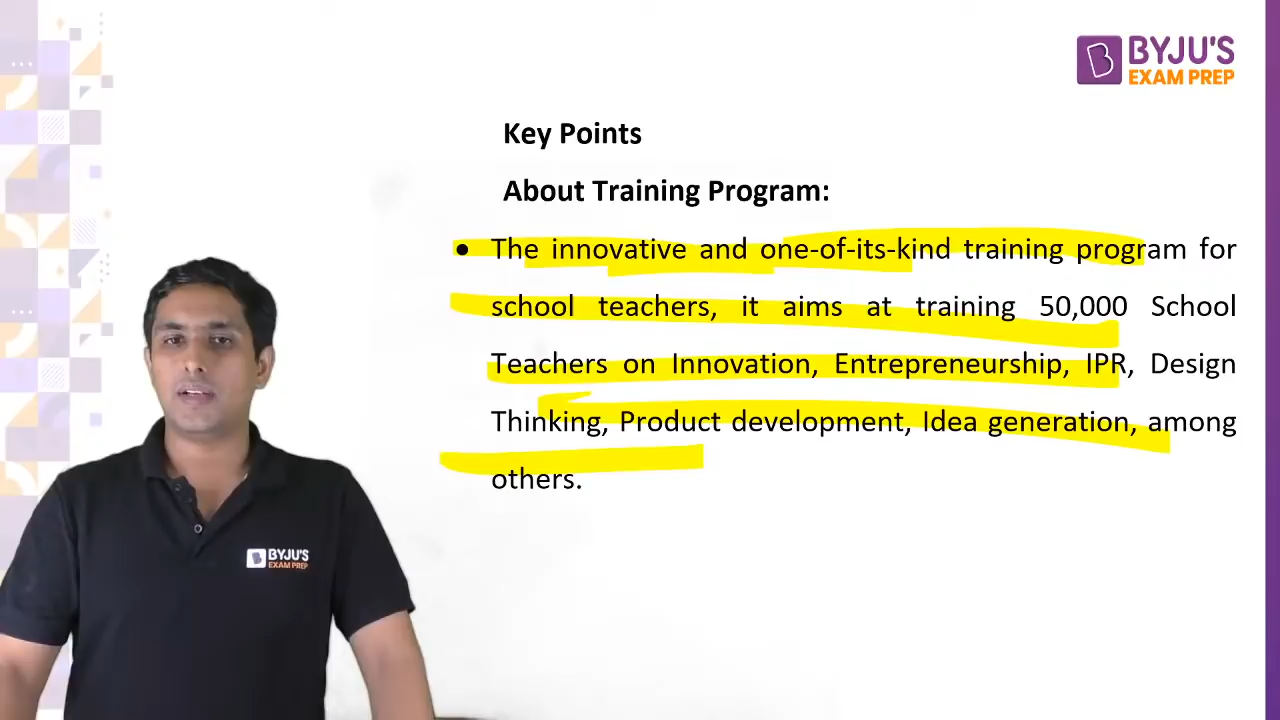 BYJU'S
EXAM PREP
Key Points
About Training Program:
• The innovative and one-of-its-kind training program for
school teachers, it aims at training 50,000 School
Teachers on Innovation, Entrepreneurship, IPR, Design
Thinking, Product development, Idea generation, among
others.
BYJU'S
EXAM PREP